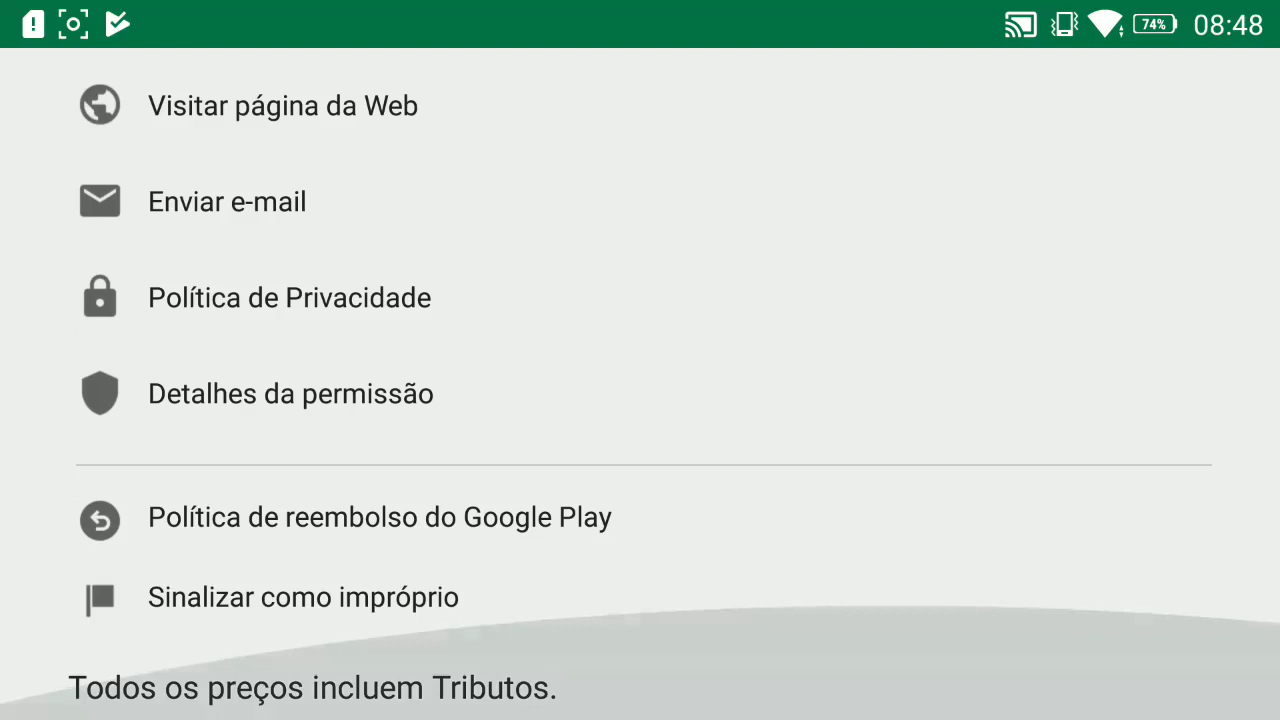 74% 08:48
Visitar página da Web
Enviar e-mail
Política de Privacidade
Detalhes da permissão
Política de reembolso do Google Play
Sinalizar como impróprio
Todos os preços incluem Tributos.